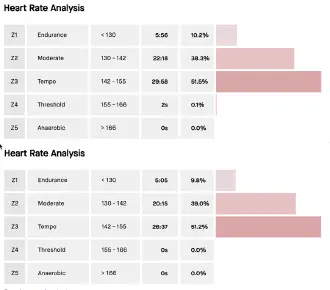 Heart Rate Analysis
Z1 Endurance < 130 5:56 10.2%
Z2 Moderate 130 - 142 22:18 38.3%
Z3 Tempo 142 - 155 29:58 51.5%
Z4 Threshold 155 - 166 2s 0.1%
Z5 Anaerobic > 166 0s 0.0%
Heart Rate Analysis
Z1 Endurance < 130 5:05 9.8%
Z2 Moderate 130 - 142 20:15 39.0%
Z3 Tempo 142 - 155 26:37 51.2%
Z4 Threshold 155 - 166 0s 0.0%
Z5 Anaerobic > 166 0s 0.0%